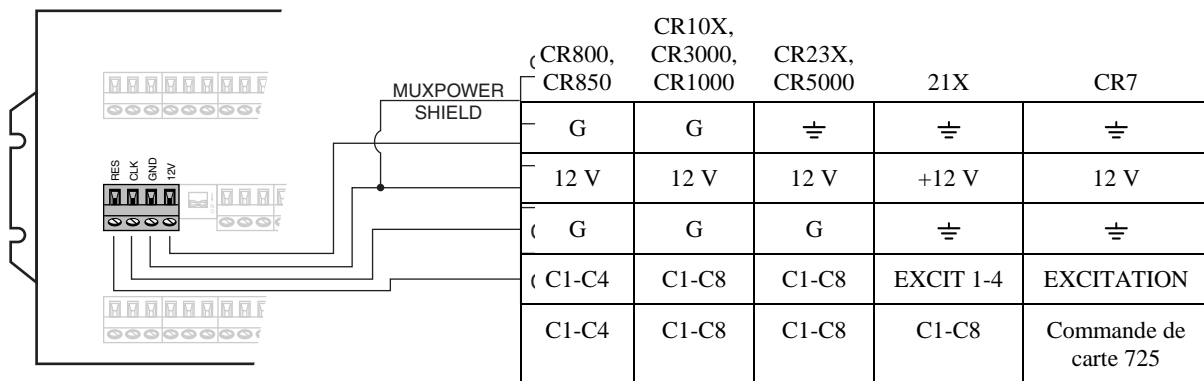 CR800,
CR850
CR10X,
CR3000,
CR1000
CR23X,
CR5000
21X
CR7
MUXPOWER
SHIELD
G G ⏚ ⏚ ⏚
12 V 12 V 12 V +12 V 12 V
G G G ⏚ ⏚
C1-C4 C1-C8 C1-C8 EXCIT 1-4 EXCITATION
C1-C4 C1-C8 C1-C8 C1-C8 Commande de
carte 725
RES
CLK
GND
12V